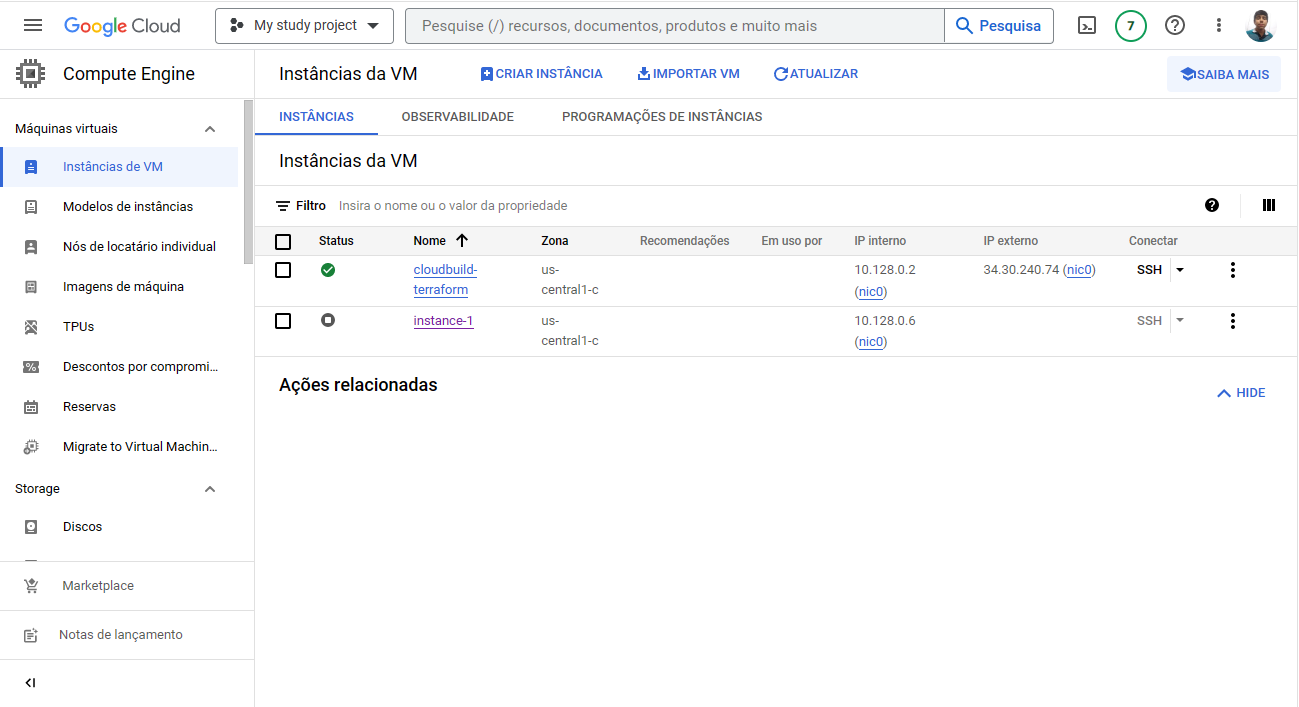 Google Cloud
My study project
Pesquise (/) recursos, documentos, produtos e muito mais
Pesquisa
7
Compute Engine
Instâncias da VM
CRIAR INSTÂNCIA
IMPORTAR VM
ATUALIZAR
SAIBA MAIS
Máquinas virtuais
Instâncias de VM
Modelos de instâncias
Nós de locatário individual
Imagens de máquina
TPUs
Descontos por compromi...
Reservas
Migrate to Virtual Machin...
Storage
Discos
Marketplace
Notas de lançamento
INSTÂNCIAS
OBSERVABILIDADE
PROGRAMAÇÕES DE INSTÂNCIAS
Instâncias da VM
Filtro Insira o nome ou o valor da propriedade
Status Nome Zona Recomendações Em uso por IP interno IP externo Conectar
cloudbuild- us- 10.128.0.2 34.30.240.74 (nic0) SSH
terraform central1-c (nic0)
instance-1 us- 10.128.0.6 SSH
central1-c (nic0)
Ações relacionadas
HIDE